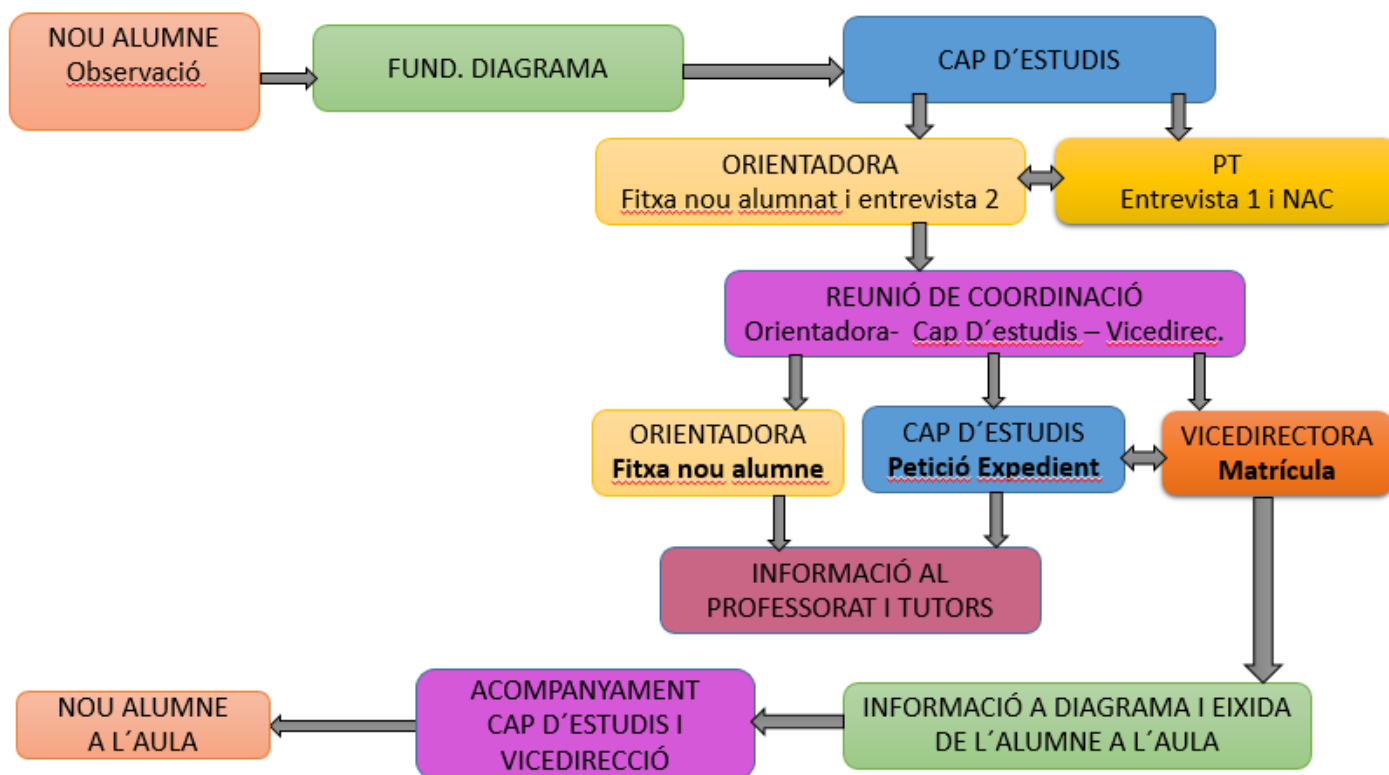 NOU ALUMNE
Observació
FUND. DIAGRAMA
CAP D´ESTUDIS
ORIENTADORA
Fitxa nou alumnat i entrevista 2
PT
Entrevista 1 i NAC
REUNIÓ DE COORDINACIÓ
Orientadora- Cap D´estudis – Vicedirec.
ORIENTADORA
Fitxa nou alumne
CAP D´ESTUDIS
Petició Expedient
VICEDIRECTORA
Matrícula
INFORMACIÓ AL
PROFESSORAT I TUTORS
INFORMACIÓ A DIAGRAMA I EIXIDA
DE L´ALUMNE A L´AULA
ACOMPANYAMENT
CAP D´ESTUDIS I
VICEDIRECCIÓ
NOU ALUMNE
A L´AULA